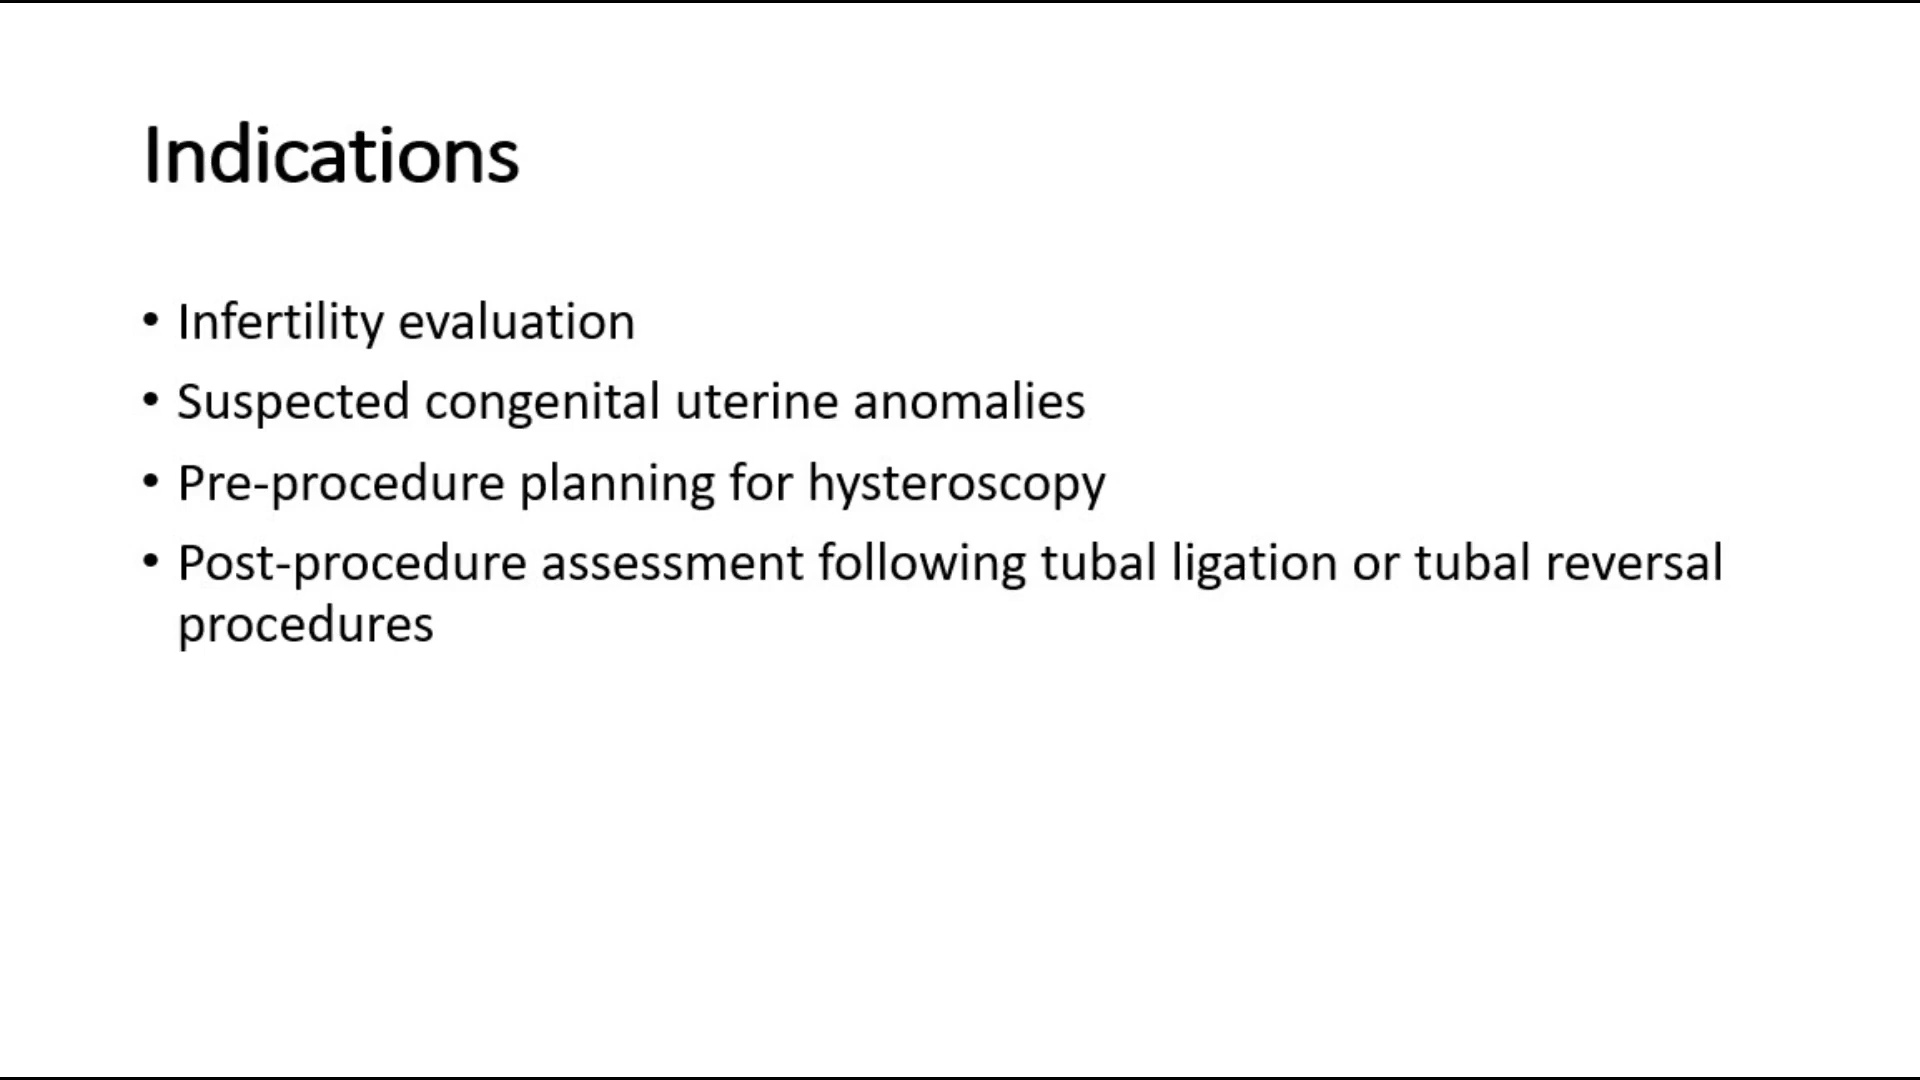 Indications
• Infertility evaluation
• Suspected congenital uterine anomalies
• Pre-procedure planning for hysteroscopy
• Post-procedure assessment following tubal ligation or tubal reversal
procedures